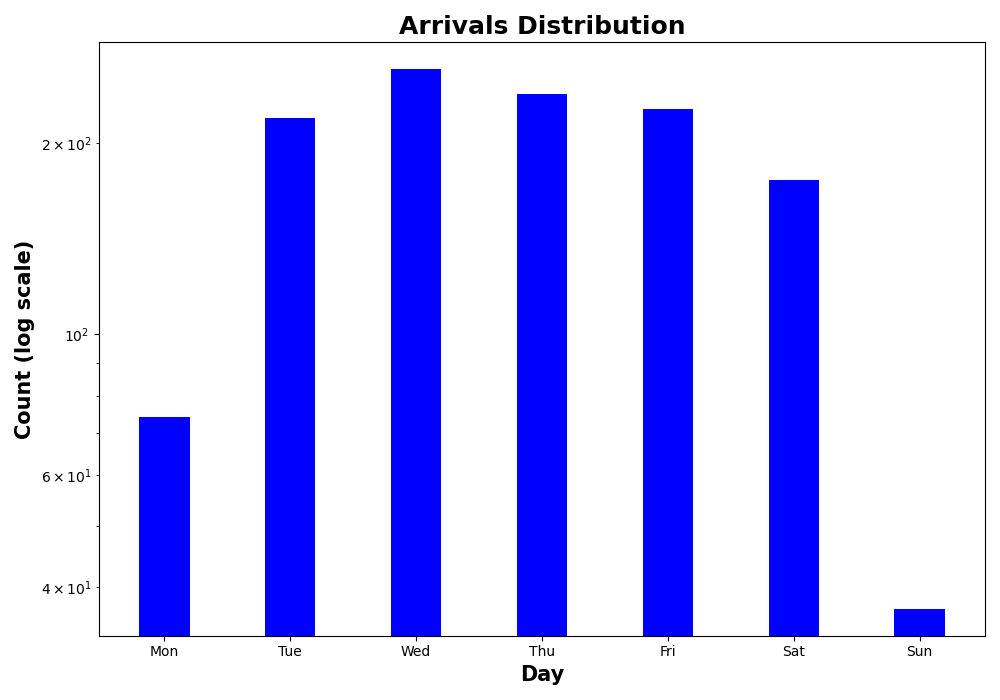 Arrivals Distribution
Count (log scale)
2 × 10²
10²
6 × 10¹
4 × 10¹
Mon Tue Wed Thu Fri Sat Sun
Day